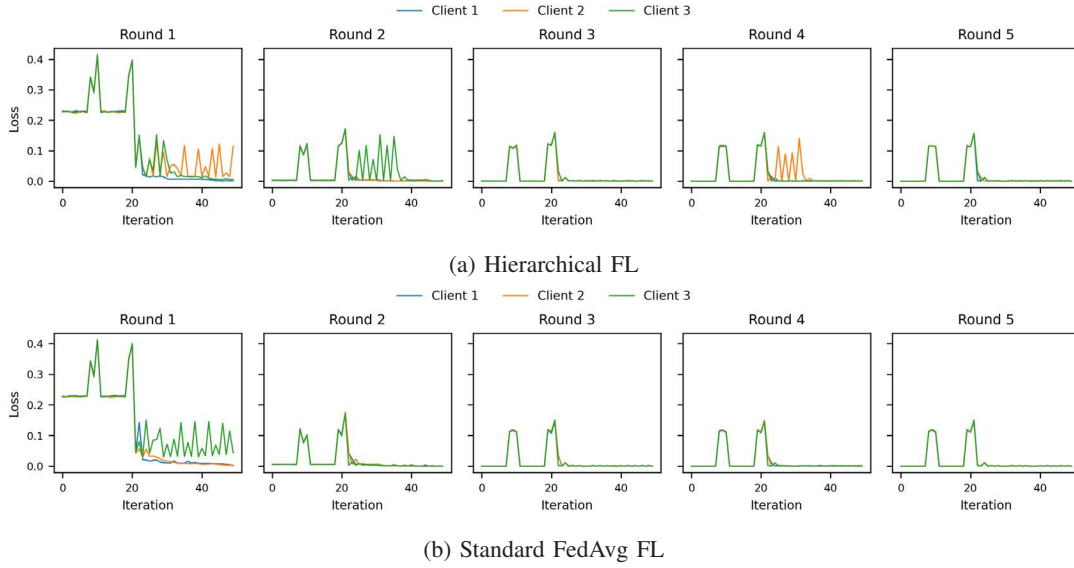 Client 1 Client 2 Client 3
Round 1 Round 2 Round 3 Round 4 Round 5
0.4
0.3
0.2
0.1
0.0
Loss
0 20 40 0 20 40 0 20 40 0 20 40 0 20 40
Iteration Iteration Iteration Iteration Iteration
(a) Hierarchical FL
Client 1 Client 2 Client 3
Round 1 Round 2 Round 3 Round 4 Round 5
0.4
0.3
0.2
0.1
0.0
Loss
0 20 40 0 20 40 0 20 40 0 20 40 0 20 40
Iteration Iteration Iteration Iteration Iteration
(b) Standard FedAvg FL